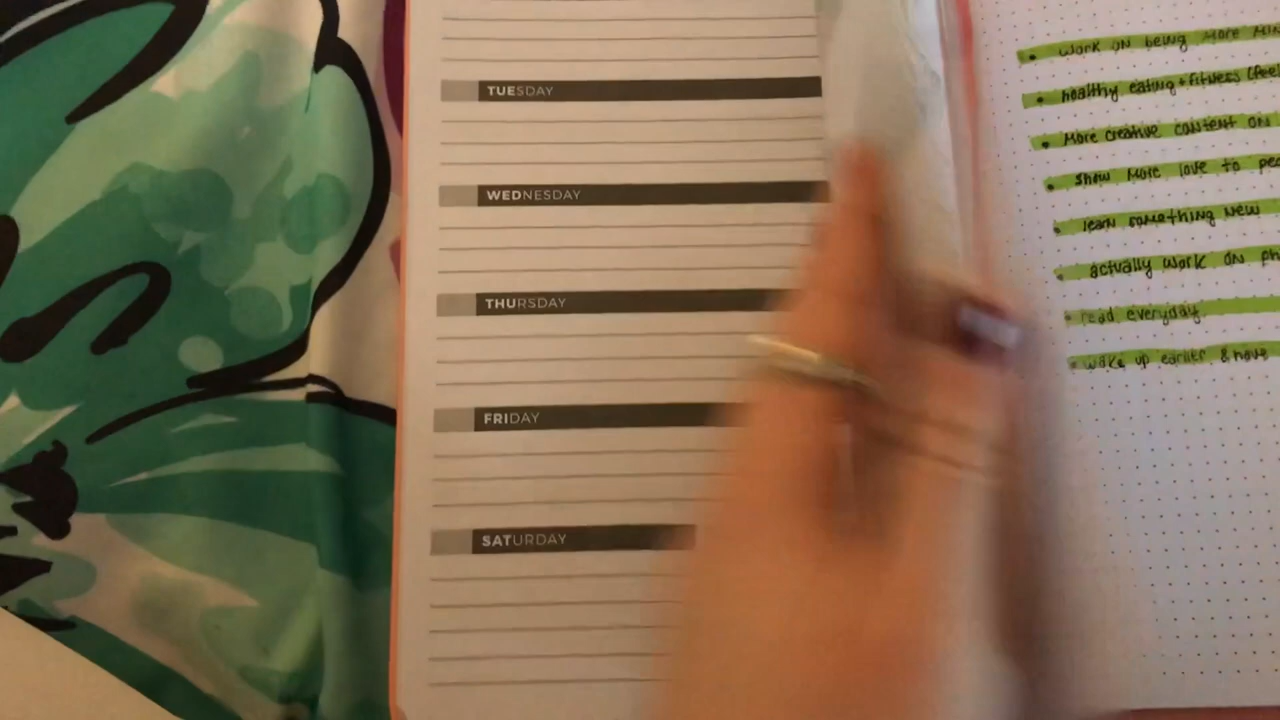 TUESDAY
WEDNESDAY
THURSDAY
FRIDAY
SATURDAY
• work on being more
• healthy eating + fitness
• More creative content on
• show more love to
• learn something new
• actually work on
• read everyday
• wake up earlier & have